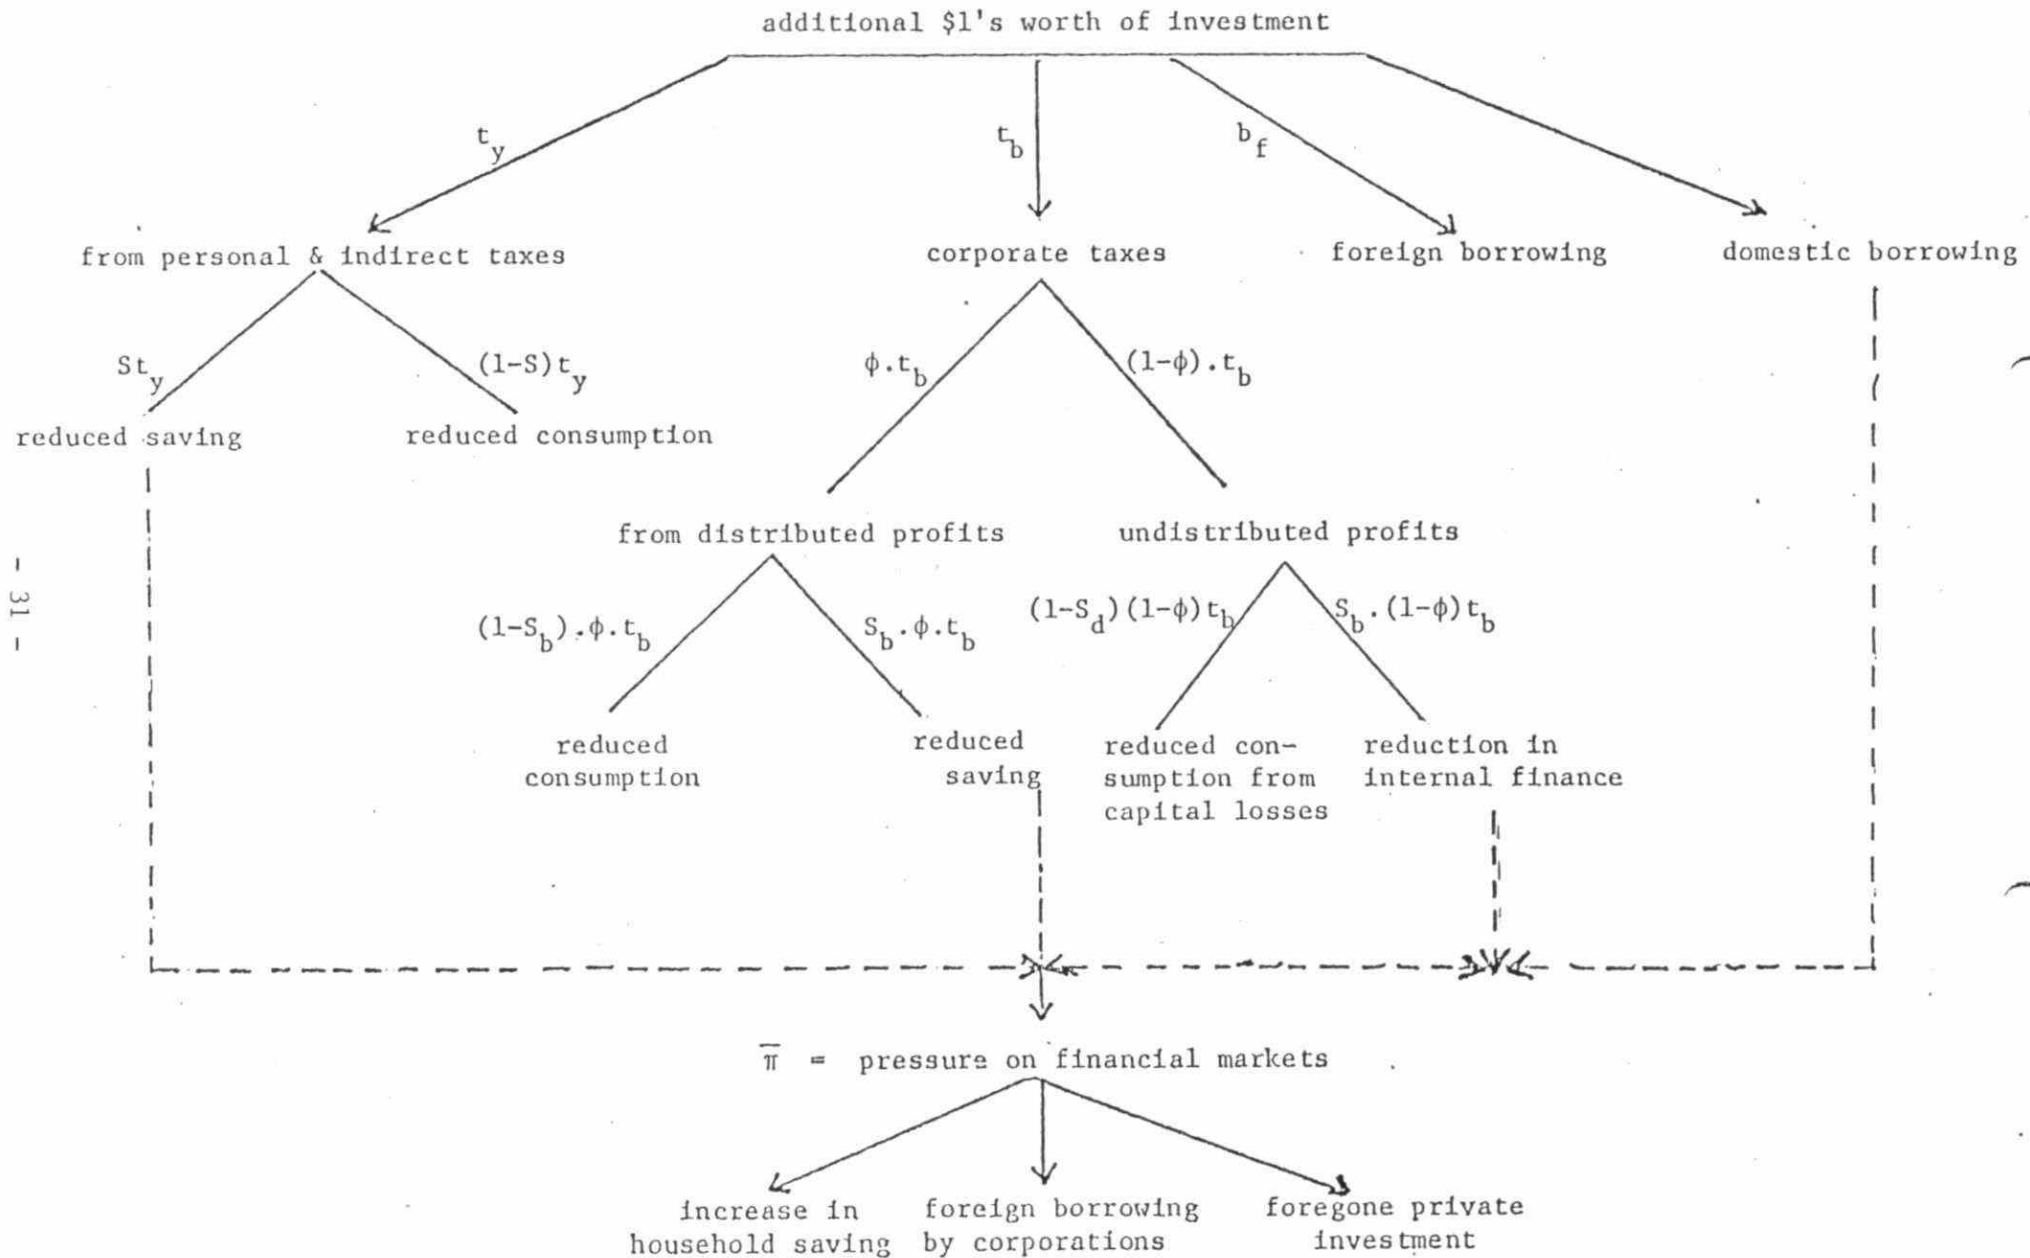 additional $1's worth of investment
t_y
t_b
b_f
from personal & indirect taxes
corporate taxes
foreign borrowing
domestic borrowing
St_y
(1-S)t_y
φ.t_b
(1-φ).t_b
reduced saving
reduced consumption
from distributed profits
undistributed profits
(1-S_b).φ.t_b
S_b.φ.t_b
(1-S_d)(1-φ)t_b
S_b.(1-φ)t_b
reduced
consumption
reduced
saving
reduced con-
sumption from
capital losses
reduction in
internal finance
- 31 -
π̅ = pressure on financial markets
increase in
household saving
foreign borrowing
by corporations
foregone private
investment